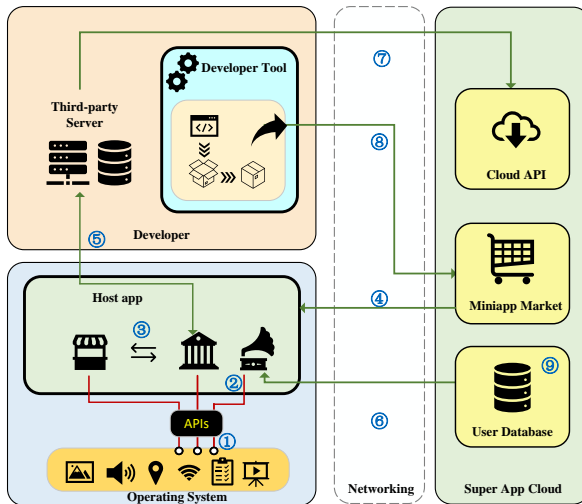 ⑦
Developer Tool
Third-party
Server
</>
Cloud API
⑧
Developer
⑤
Host app
③
④
Miniapp Market
②
⑨
APIs
①
⑥
User Database
Operating System
Networking
Super App Cloud